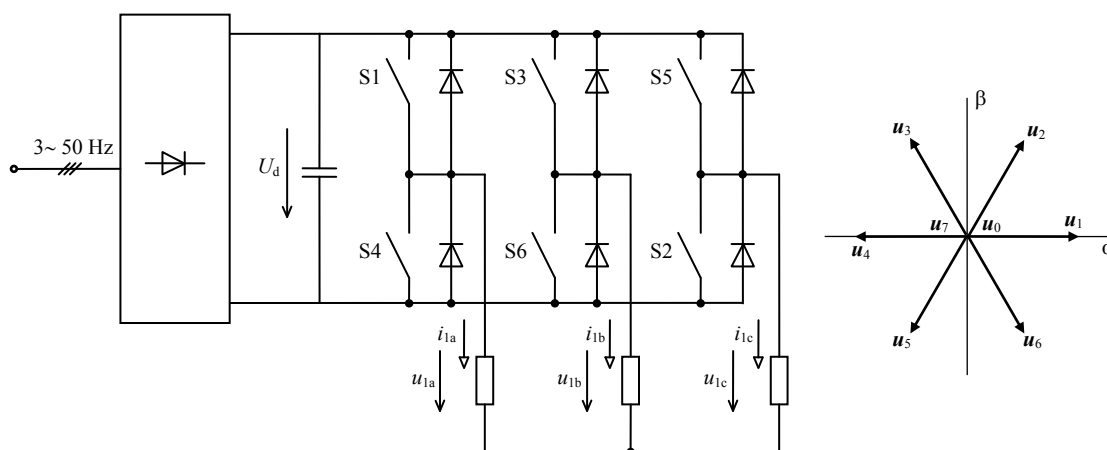 3~ 50 Hz
U_d
S1
S3
S5
S4
S6
S2
i_1a
i_1b
i_1c
u_1a
u_1b
u_1c
β
u_3
u_2
u_7
u_0
u_1
u_4
α
u_5
u_6